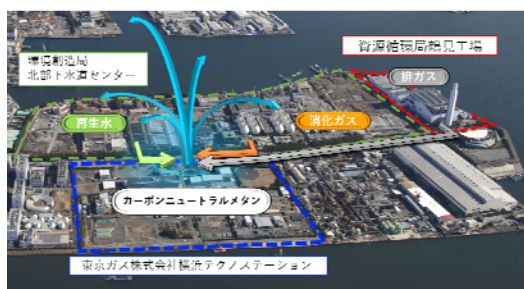 環境創造局
北部下水道センター
資源循環局鶴見工場
排ガス
再生水
消化ガス
カーボンニュートラルメタン
東京ガス株式会社横浜テクノステーション